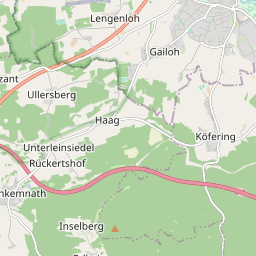 Lengenloh
Gailoh
Ullersberg
Haag
Köfering
Unterleinsiedel
Rückertshof
Inselberg